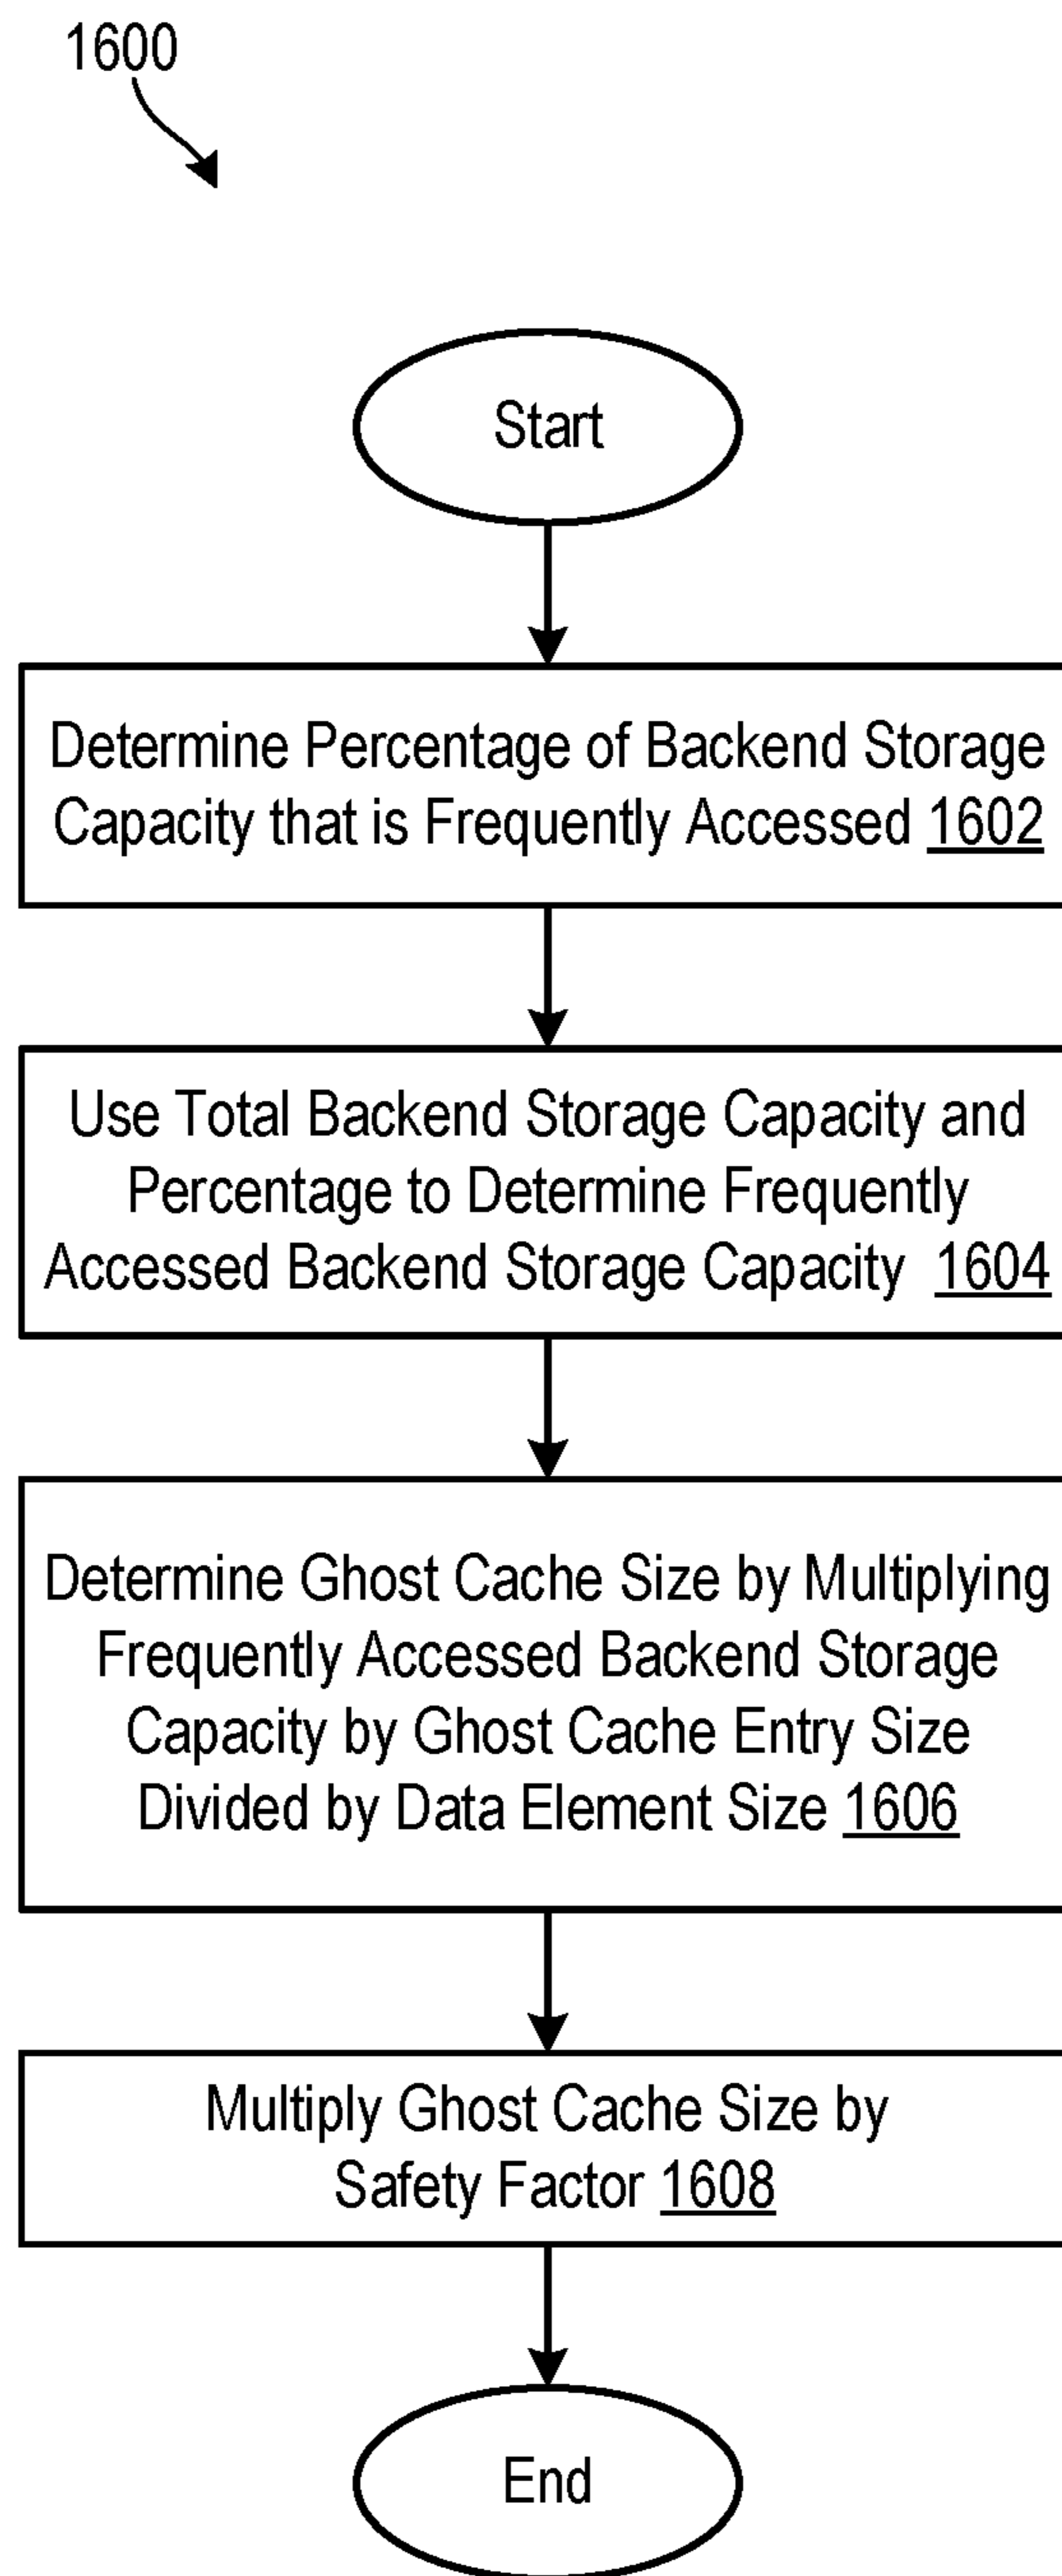 1600
Start
Determine Percentage of Backend Storage
Capacity that is Frequently Accessed 1602
Use Total Backend Storage Capacity and
Percentage to Determine Frequently
Accessed Backend Storage Capacity 1604
Determine Ghost Cache Size by Multiplying
Frequently Accessed Backend Storage
Capacity by Ghost Cache Entry Size
Divided by Data Element Size 1606
Multiply Ghost Cache Size by
Safety Factor 1608
End